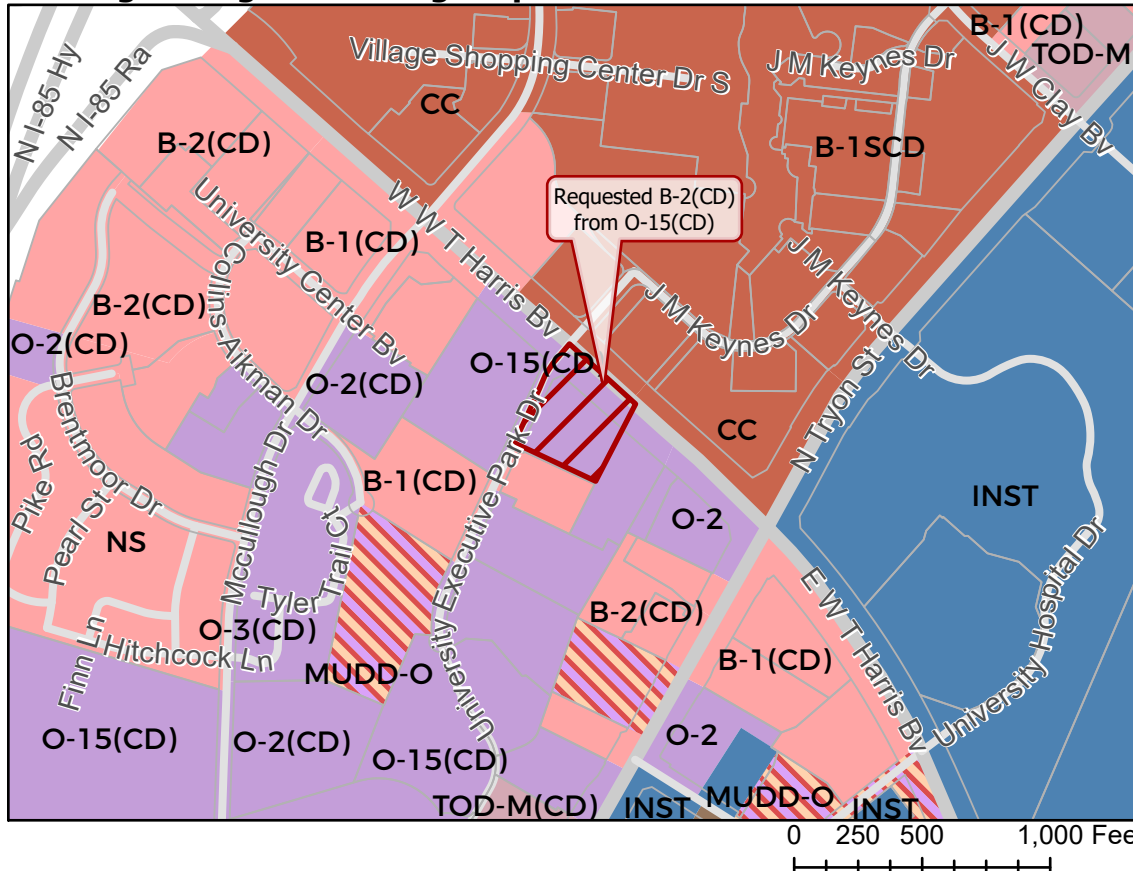 N I-85 Hy
N I-85 Ra
Village Shopping Center Dr S
J M Keynes Dr
B-1(CD)
TOD-M
J W Clay Bv
CC
B-2(CD)
B-1SCD
Requested B-2(CD)
from O-15(CD)
University Center Bv
W W T Harris Bv
B-1(CD)
Collins-Aikman Dr
J M Keynes Dr
J M Keynes Dr
B-2(CD)
O-2(CD)
O-15(CD
O-2(CD)
Brentmoor Dr
University Executive Park Dr
CC
N Tryon St
Mccullough Dr
B-1(CD)
Pike Rd
Pearl St
INST
NS
O-2
Tyler Trail Ct
University Hospital Dr
B-2(CD)
E W T Harris Bv
O-3(CD)
Hitchcock Ln
Finn Ln
MUDD-O
B-1(CD)
O-15(CD)
O-2(CD)
O-15(CD)
O-2
TOD-M(CD)
INST
MUDD-O
INST
0 250 500 1,000 Fee